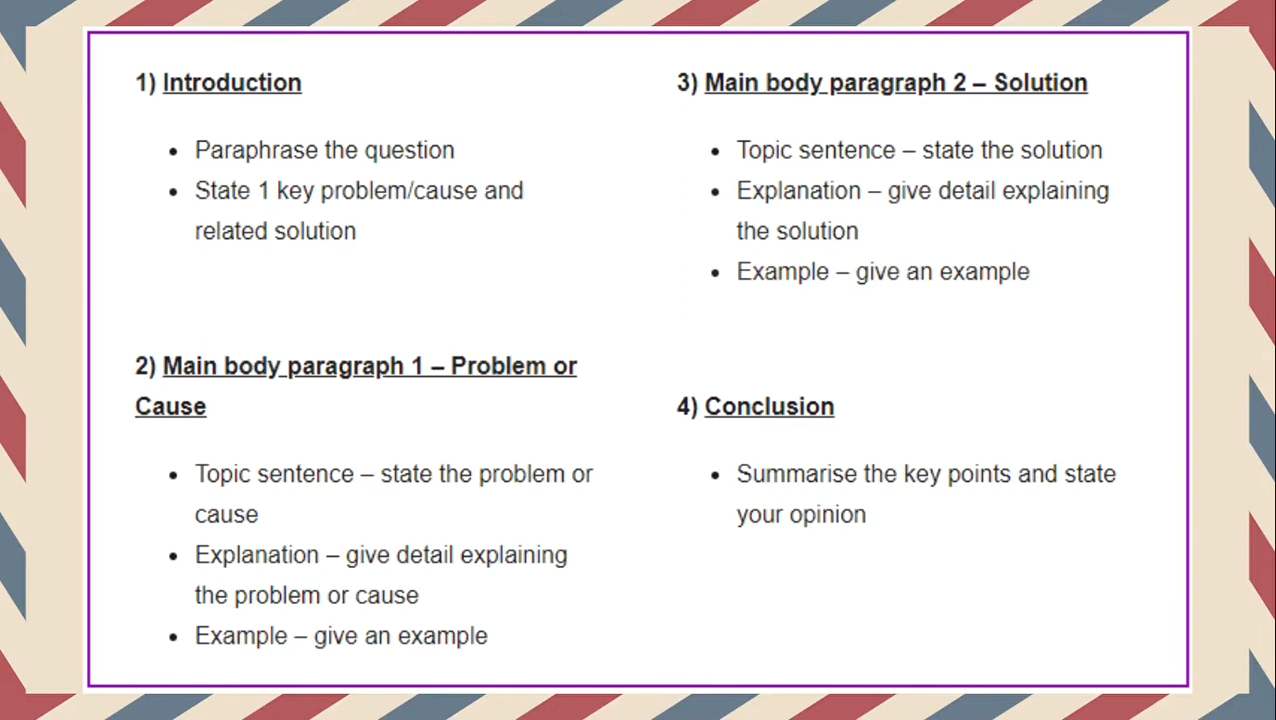 1) Introduction
Paraphrase the question
State 1 key problem/cause and
related solution
2) Main body paragraph 1 – Problem or
Cause
Topic sentence – state the problem or
cause
Explanation – give detail explaining
the problem or cause
Example – give an example
3) Main body paragraph 2 – Solution
Topic sentence – state the solution
Explanation – give detail explaining
the solution
Example – give an example
4) Conclusion
Summarise the key points and state
your opinion